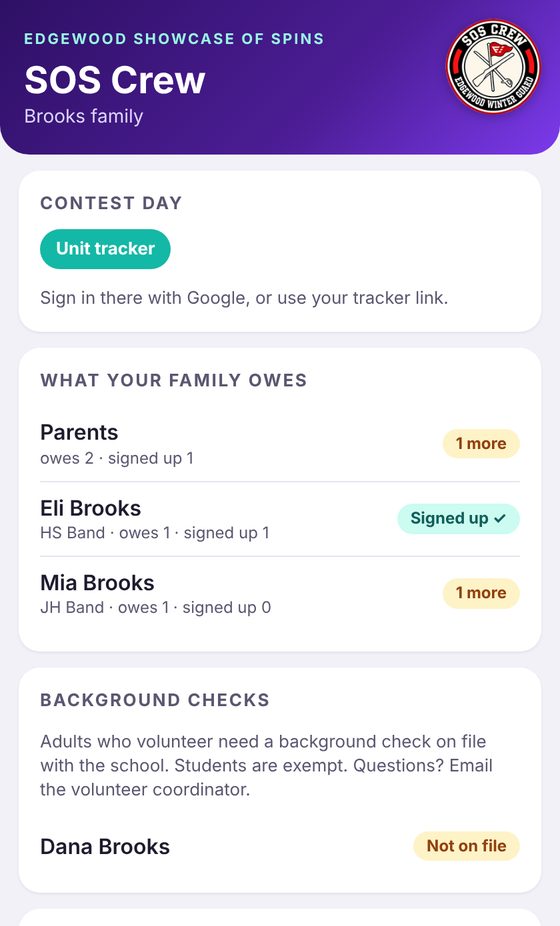 EDGEWOOD SHOWCASE OF SPINS
SOS Crew
Brooks family
SOS CREW
EDGEWOOD WINTER GUARD
CONTEST DAY
Unit tracker
Sign in there with Google, or use your tracker link.
WHAT YOUR FAMILY OWES
Parents
owes 2 · signed up 1
1 more
Eli Brooks
HS Band · owes 1 · signed up 1
Signed up ✓
Mia Brooks
JH Band · owes 1 · signed up 0
1 more
BACKGROUND CHECKS
Adults who volunteer need a background check on file
with the school. Students are exempt. Questions? Email
the volunteer coordinator.
Dana Brooks
Not on file